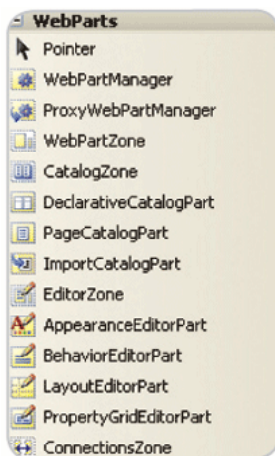 WebParts
Pointer
WebPartManager
ProxyWebPartManager
WebPartZone
CatalogZone
DeclarativeCatalogPart
PageCatalogPart
ImportCatalogPart
EditorZone
AppearanceEditorPart
BehaviorEditorPart
LayoutEditorPart
PropertyGridEditorPart
ConnectionsZone